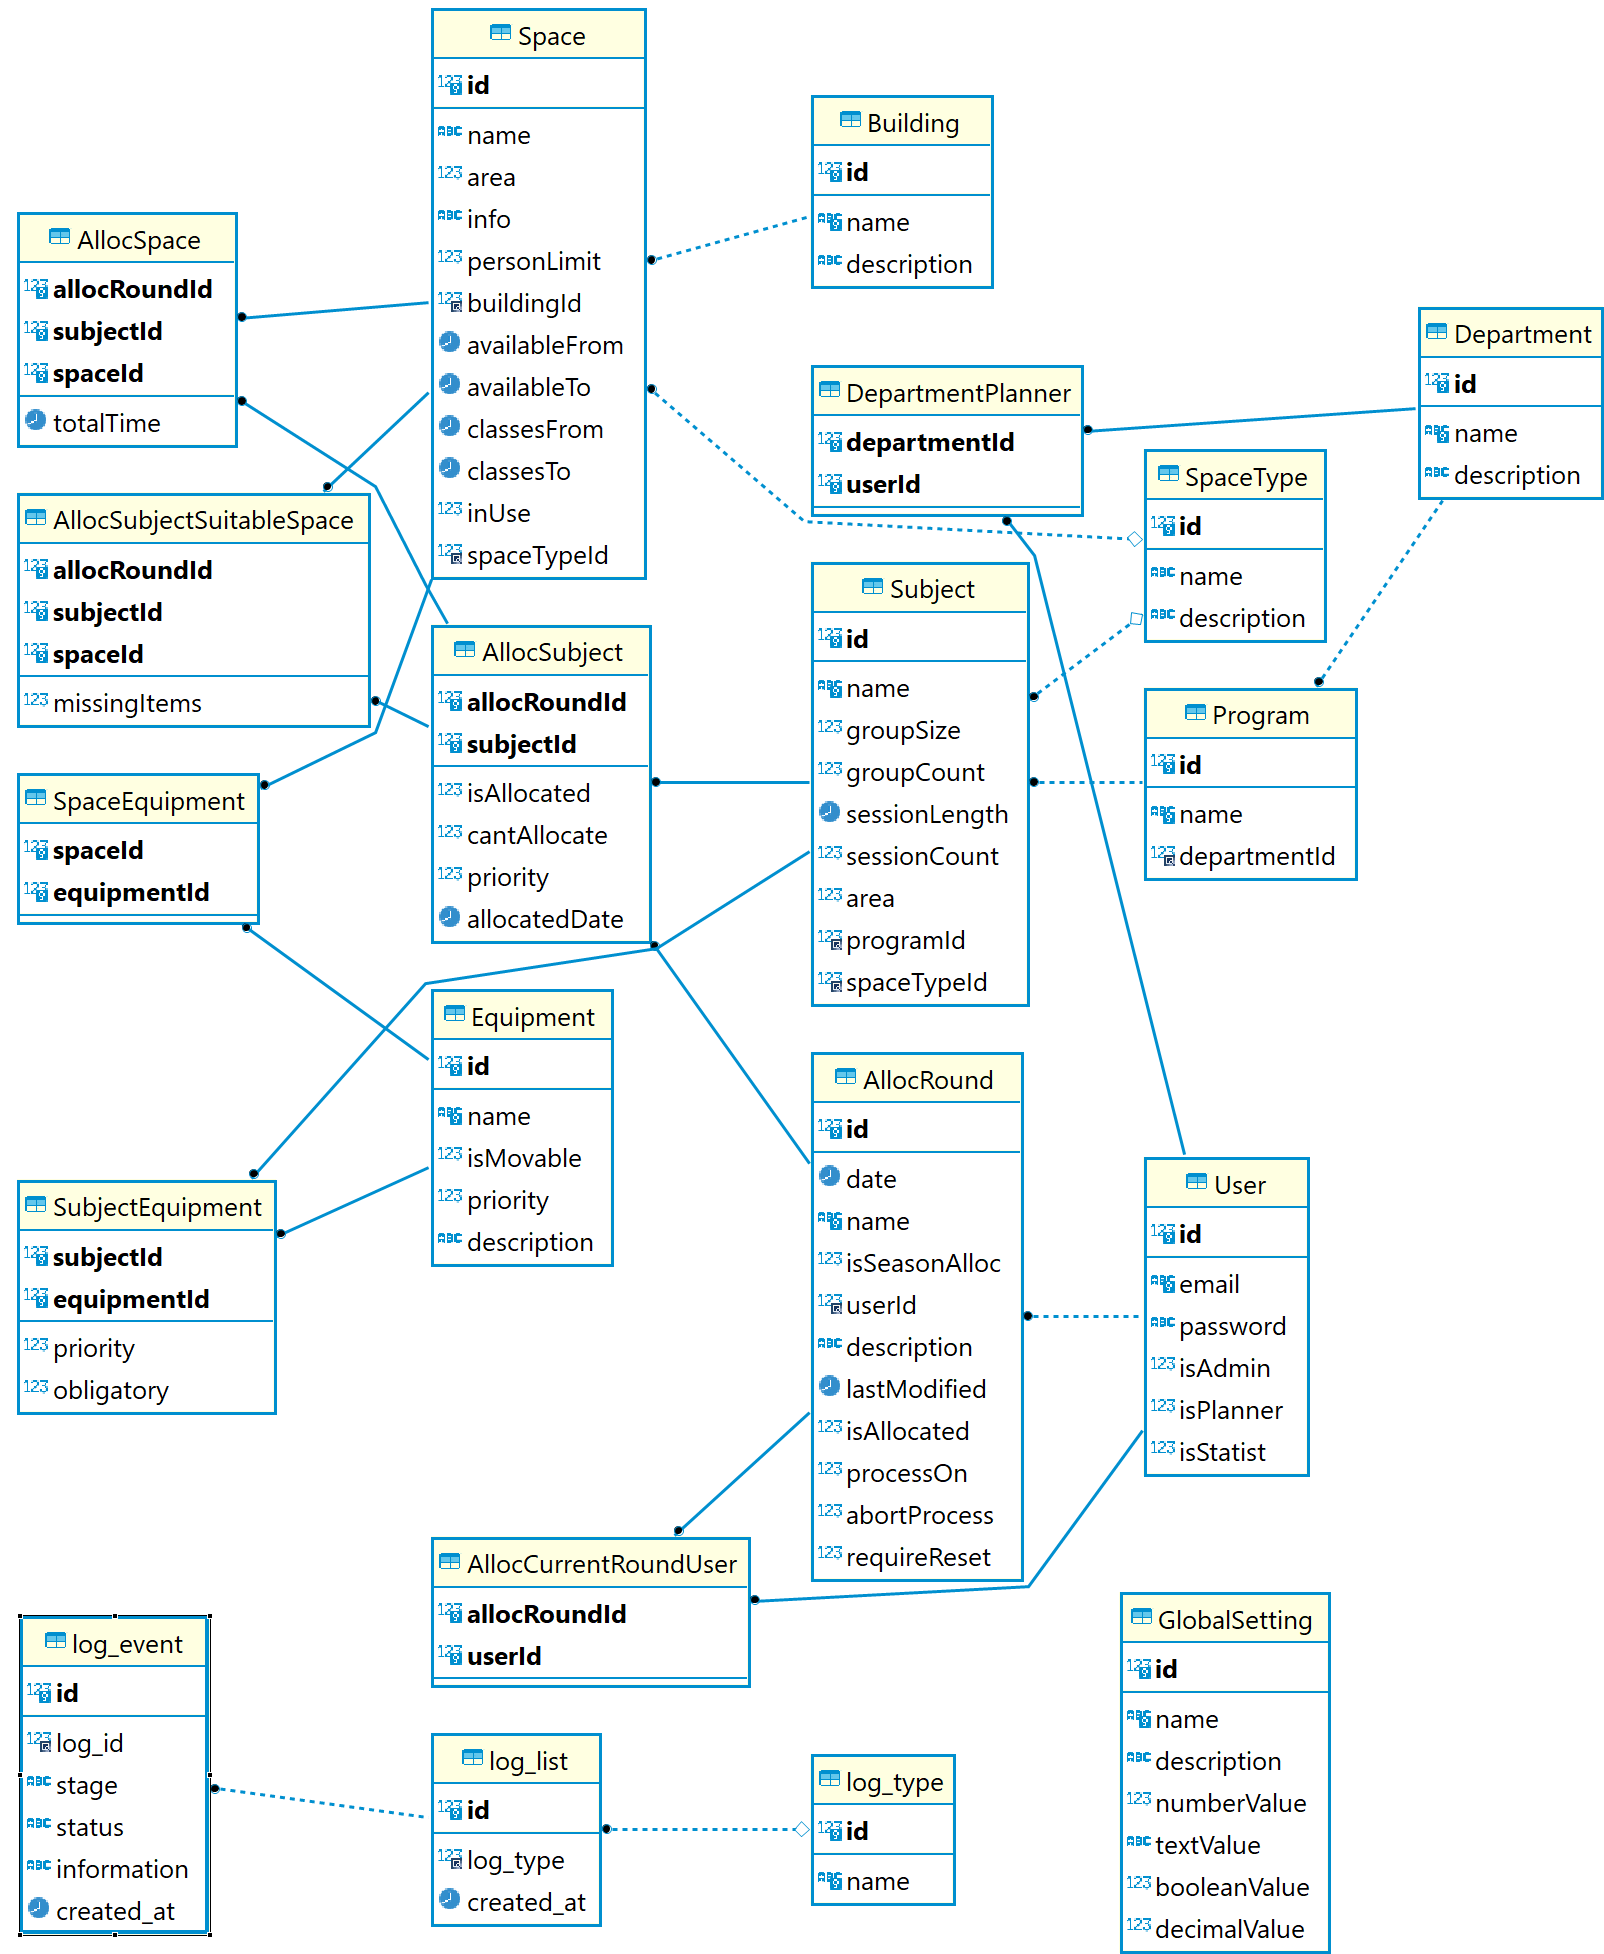 Space
id
name
area
info
personLimit
buildingId
availableFrom
availableTo
classesFrom
classesTo
inUse
spaceTypeId
Building
id
name
description
AllocSpace
allocRoundId
subjectId
spaceId
totalTime
Department
id
name
description
DepartmentPlanner
departmentId
userId
SpaceType
id
name
description
AllocSubjectSuitableSpace
allocRoundId
subjectId
spaceId
missingItems
Subject
id
name
groupSize
groupCount
sessionLength
sessionCount
area
programId
spaceTypeId
AllocSubject
allocRoundId
subjectId
isAllocated
cantAllocate
priority
allocatedDate
Program
id
name
departmentId
SpaceEquipment
spaceId
equipmentId
Equipment
id
name
isMovable
priority
description
AllocRound
id
date
name
isSeasonAlloc
userId
description
lastModified
isAllocated
processOn
abortProcess
requireReset
User
id
email
password
isAdmin
isPlanner
isStatist
SubjectEquipment
subjectId
equipmentId
priority
obligatory
AllocCurrentRoundUser
allocRoundId
userId
GlobalSetting
id
name
description
numberValue
textValue
booleanValue
decimalValue
log_event
id
log_id
stage
status
information
created_at
log_list
id
log_type
created_at
log_type
id
name